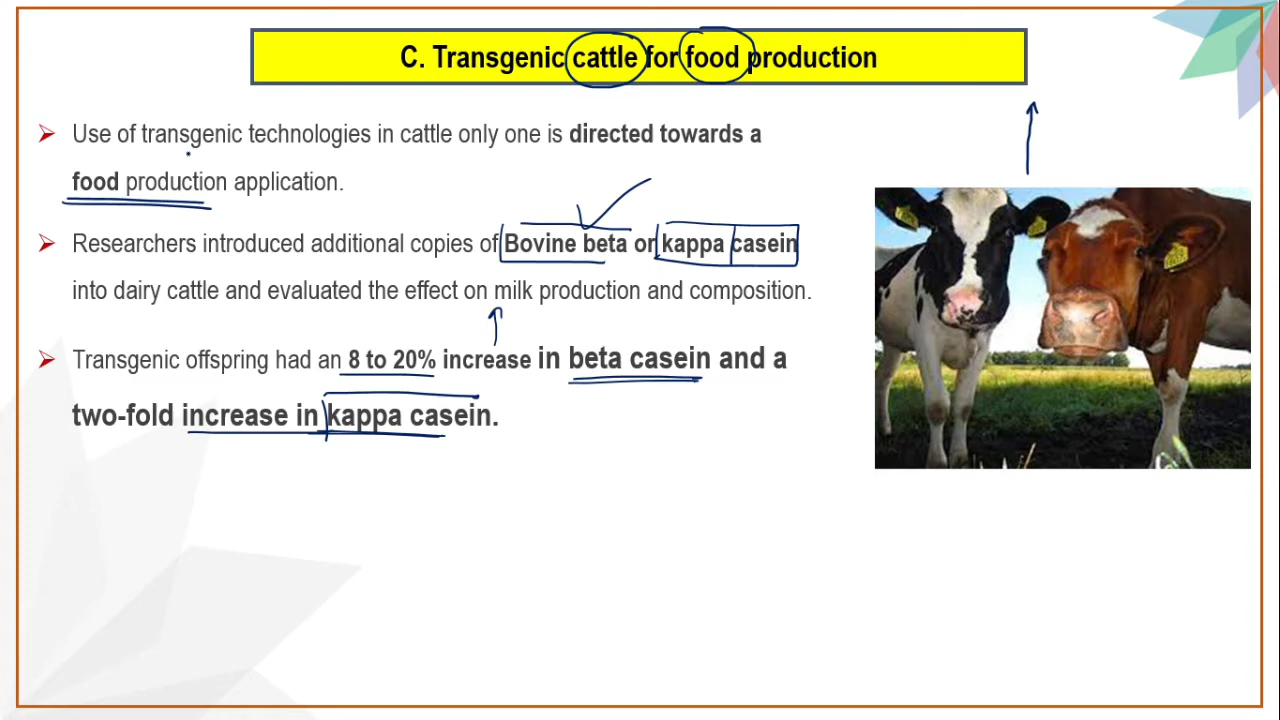 C. Transgenic cattle for food production
Use of transgenic technologies in cattle only one is directed towards a
food production application.
Researchers introduced additional copies of Bovine beta or kappa casein
into dairy cattle and evaluated the effect on milk production and composition.
Transgenic offspring had an 8 to 20% increase in beta casein and a
two-fold increase in kappa casein.